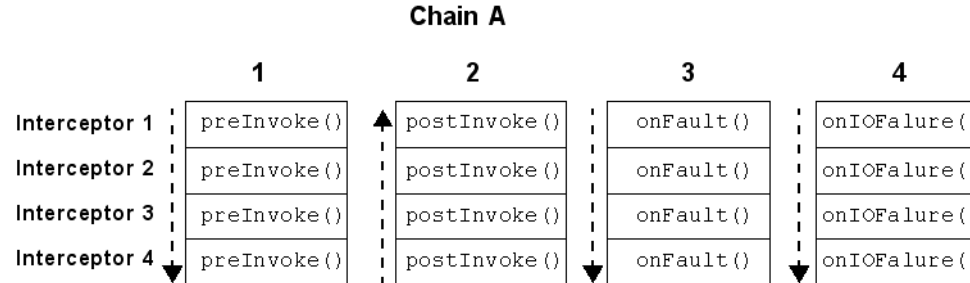 Chain A
1 2 3 4
Interceptor 1 preInvoke() postInvoke() onFault() onIOFalure(
Interceptor 2 preInvoke() postInvoke() onFault() onIOFalure(
Interceptor 3 preInvoke() postInvoke() onFault() onIOFalure(
Interceptor 4 preInvoke() postInvoke() onFault() onIOFalure(